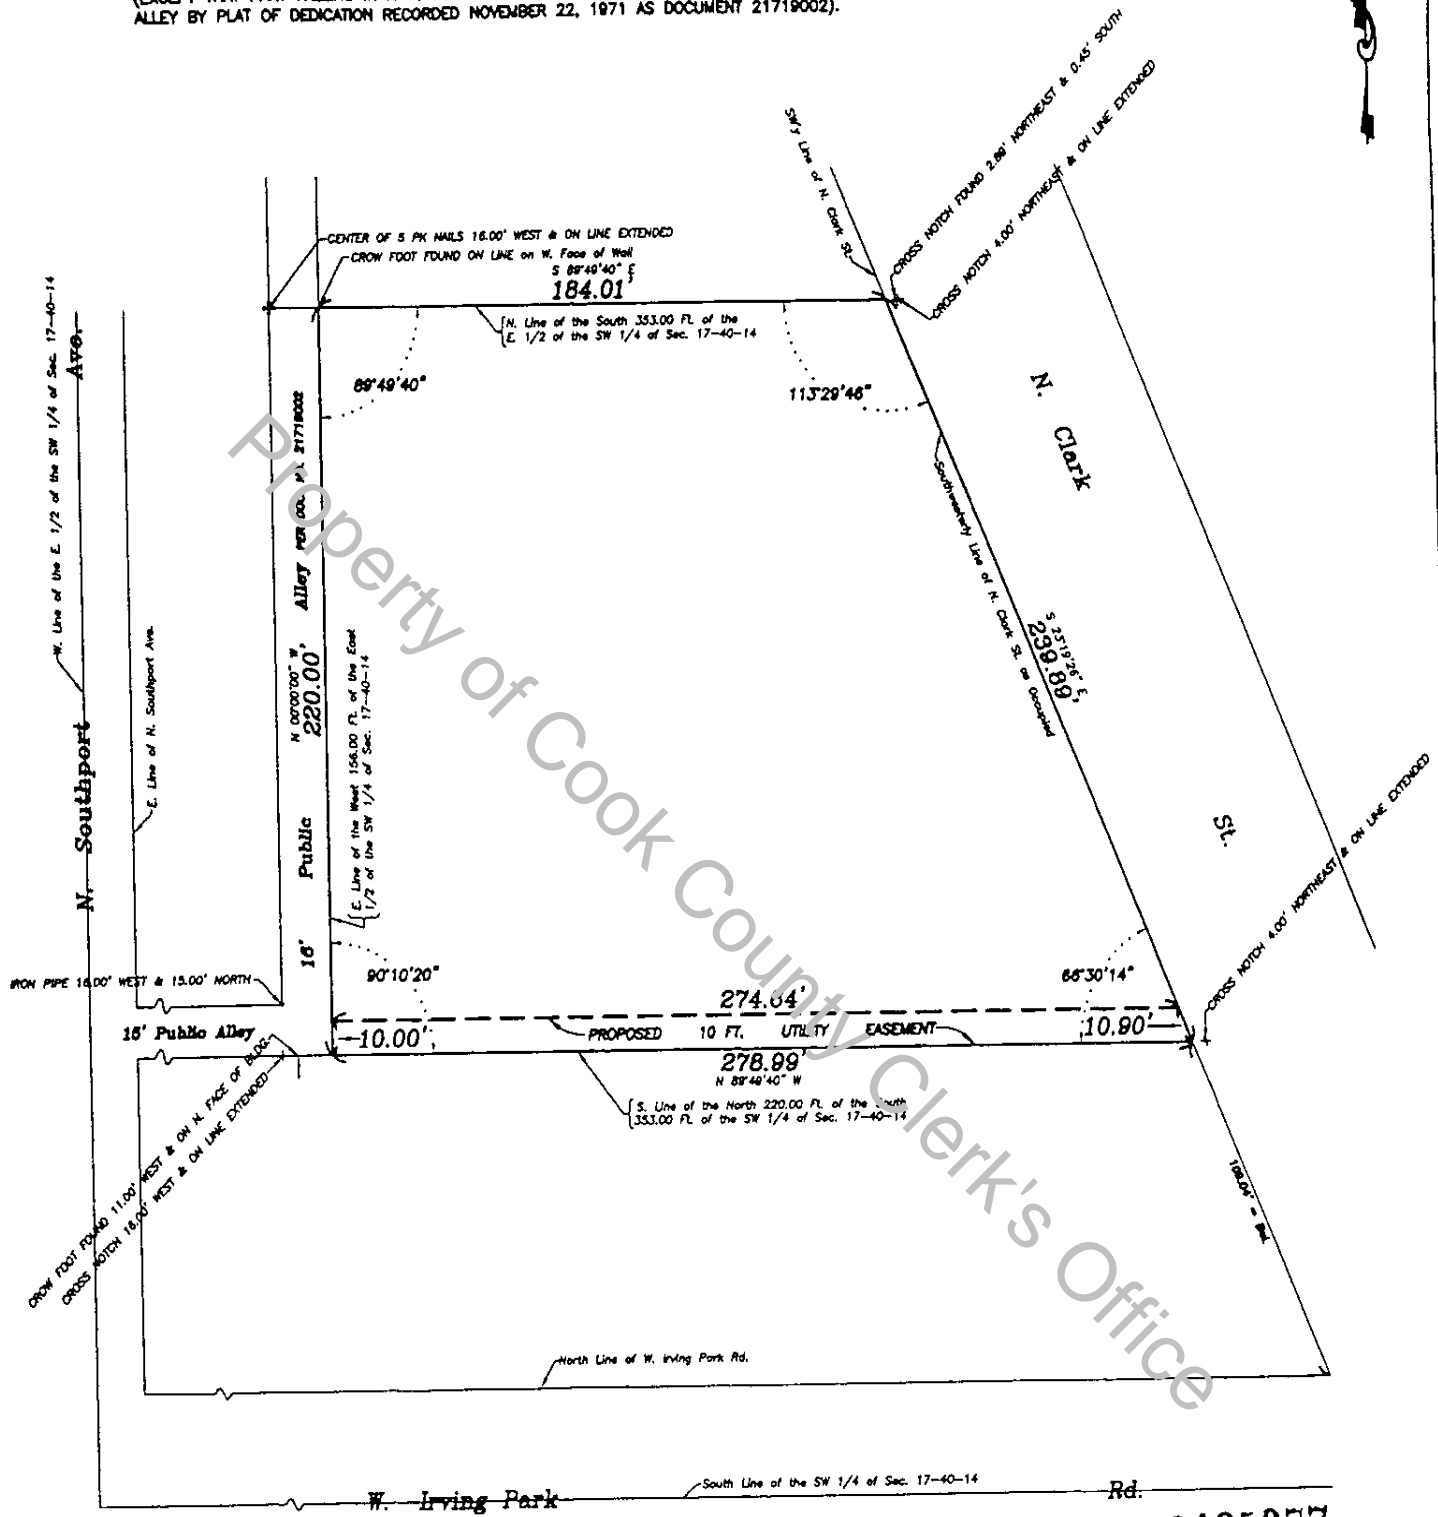 ALLEY BY PLAT OF DEDICATION RECORDED NOVEMBER 22, 1971 AS DOCUMENT 21719002).
CROSS NOTCH FOUND 2.89' NORTHEAST & 0.45' SOUTH
CROSS NOTCH 4.00' NORTHEAST & ON LINE EXTENDED
SW'y Line of N. Clark St.
CENTER OF 5 PK NAILS 16.00' WEST & ON LINE EXTENDED
CROW FOOT FOUND ON LINE on W. Face of Wall
S 89°49'40" E
184.01'
N. Line of the South 353.00 Ft. of the
E. 1/2 of the SW 1/4 of Sec. 17-40-14
W. Line of the E. 1/2 of the SW 1/4 of Sec. 17-40-14
N. Southport Ave.
E. Line of N. Southport Ave.
89°49'40"
113°29'46"
N. Clark St.
16' Public Alley PER DOC. 21719002
N 00°00'00" W
220.00'
E. Line of the West 156.00 Ft. of the East
1/2 of the SW 1/4 of Sec. 17-40-14
Southwesterly Line of N. Clark St. as Occupied
S 23°19'26" E
239.89'
Property of Cook County Clerk's Office
CROSS NOTCH 4.00' NORTHEAST & ON LINE EXTENDED
IRON PIPE 16.00' WEST & 15.00' NORTH
90°10'20"
66°30'14"
274.64'
15' Public Alley
10.00'
PROPOSED 10 FT. UTILITY EASEMENT
10.90'
278.99'
N 89°49'40" W
S. Line of the North 220.00 Ft. of the South
353.00 Ft. of the SW 1/4 of Sec. 17-40-14
CROW FOOT FOUND 11.00' WEST & ON N. FACE OF BLDG.
CROSS NOTCH 16.00' WEST & ON LINE EXTENDED
North Line of W. Irving Park Rd.
South Line of the SW 1/4 of Sec. 17-40-14
W. Irving Park Rd.